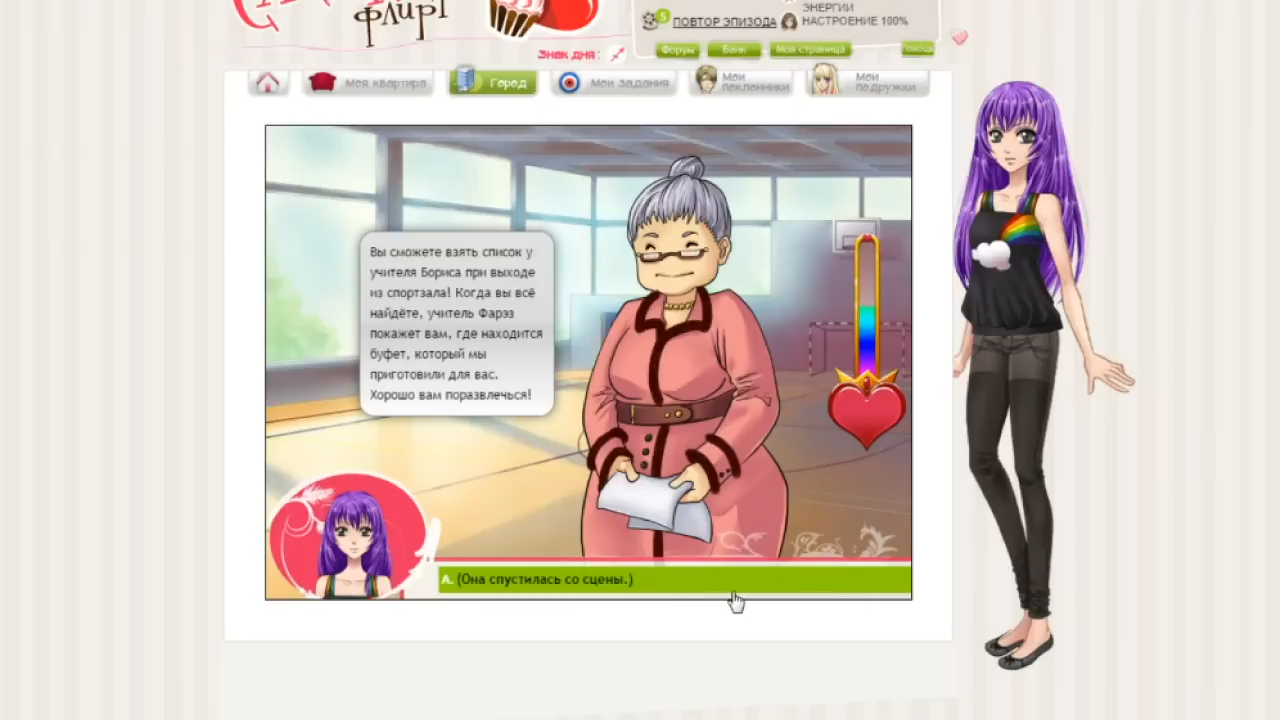 флирт
5
ПОВТОР ЭПИЗОДА
ЭНЕРГИИ
НАСТРОЕНИЕ 100%
Знак дня:
Форум
Банк
Моя страница
Моя квартира
Город
Мои задания
Мои поклонники
Мои подружки
Вы сможете взять список у
учителя Бориса при выходе
из спортзала! Когда вы всё
найдёте, учитель Фарэз
покажет вам, где находится
буфет, который мы
приготовили для вас.
Хорошо вам поразвлечься!
А. (Она спустилась со сцены.)